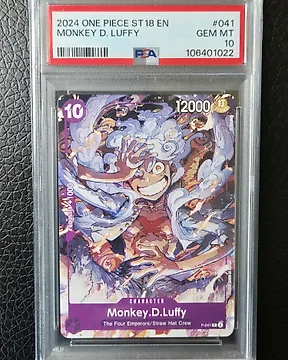 2024 ONE PIECE ST18 EN #041
MONKEY D. LUFFY GEM MT
PSA 10
106401022
10 12000
CHARACTER
Monkey.D.Luffy
The Four Emperors/Straw Hat Crew
P-041